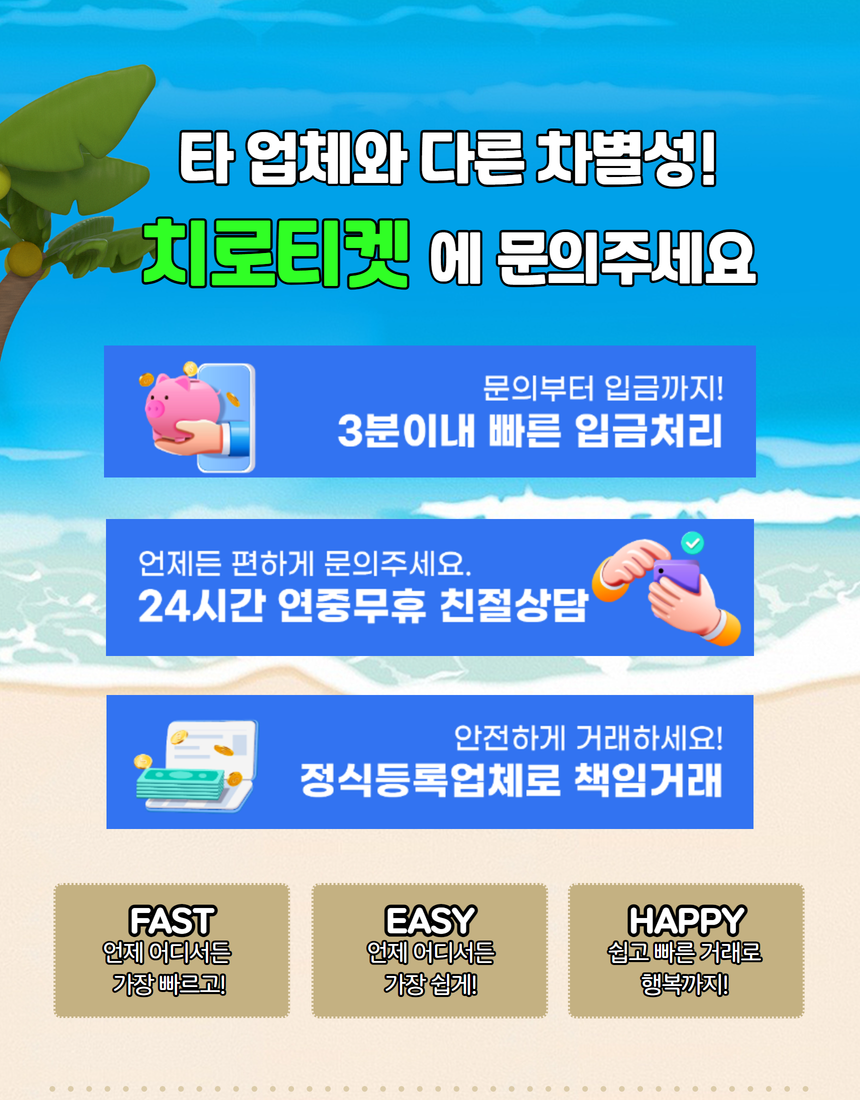 타 업체와 다른 차별성!
치로티켓 에 문의주세요
문의부터 입금까지!
3분이내 빠른 입금처리
언제든 편하게 문의주세요.
24시간 연중무휴 친절상담
안전하게 거래하세요!
정식등록업체로 책임거래
FAST
언제 어디서든
가장 빠르고!
EASY
언제 어디서든
가장 쉽게!
HAPPY
쉽고 빠른 거래로
행복까지!